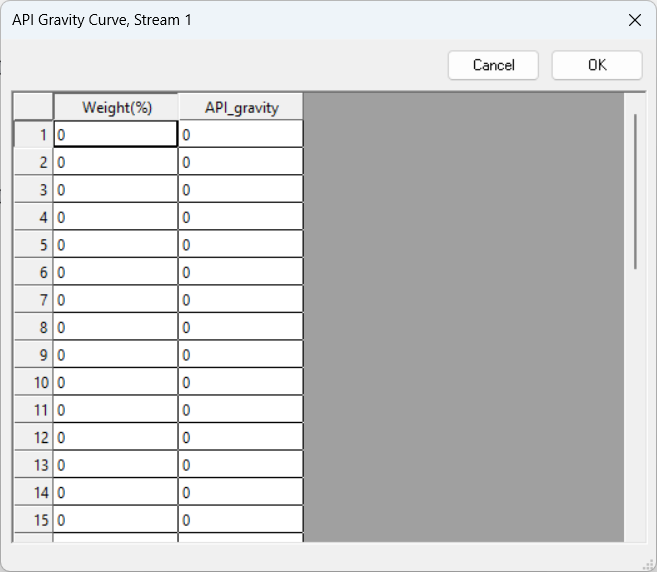 API Gravity Curve, Stream 1
Cancel OK
Weight(%) API_gravity
1 0 0
2 0 0
3 0 0
4 0 0
5 0 0
6 0 0
7 0 0
8 0 0
9 0 0
10 0 0
11 0 0
12 0 0
13 0 0
14 0 0
15 0 0